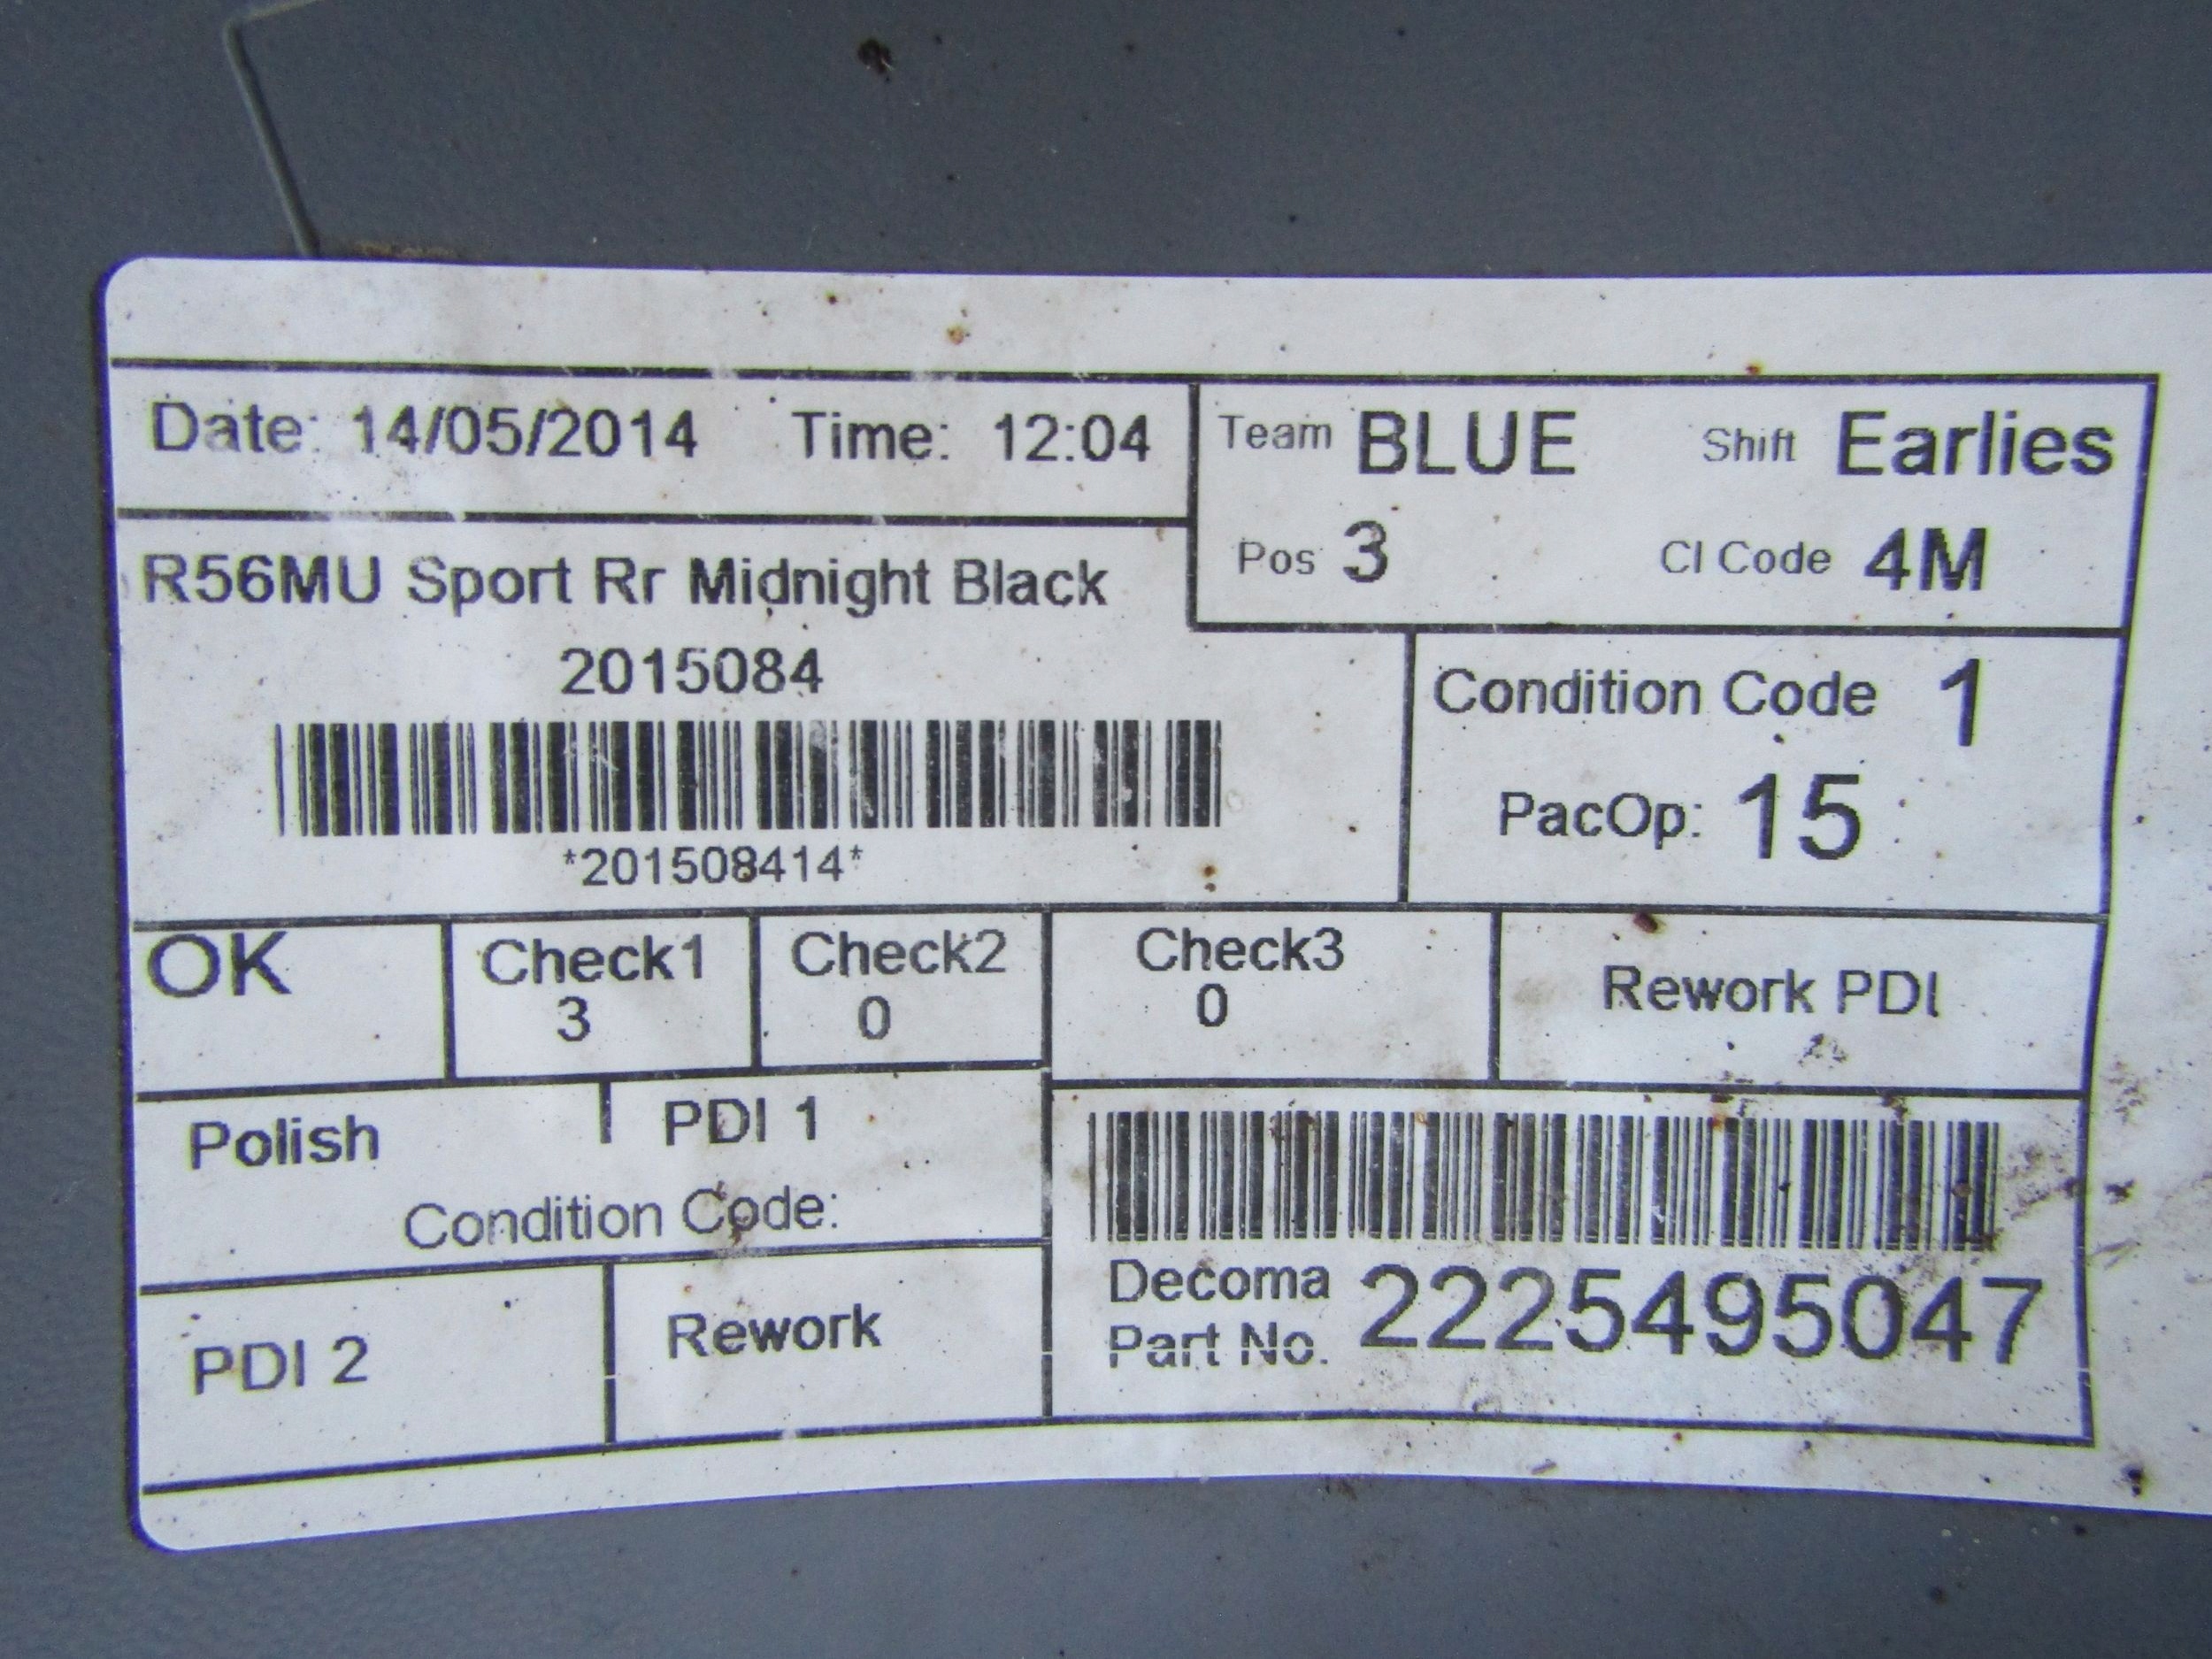 Date: 14/05/2014 Time: 12:04
Team BLUE Shift Earlies
Pos 3 CI Code 4M
R56MU Sport Rr Midnight Black
2015084
*201508414*
Condition Code 1
PacOp: 15
OK
Check1
3
Check2
0
Check3
0
Rework PDI
Polish
PDI 1
Condition Code:
PDI 2
Rework
Decoma
Part No. 2225495047